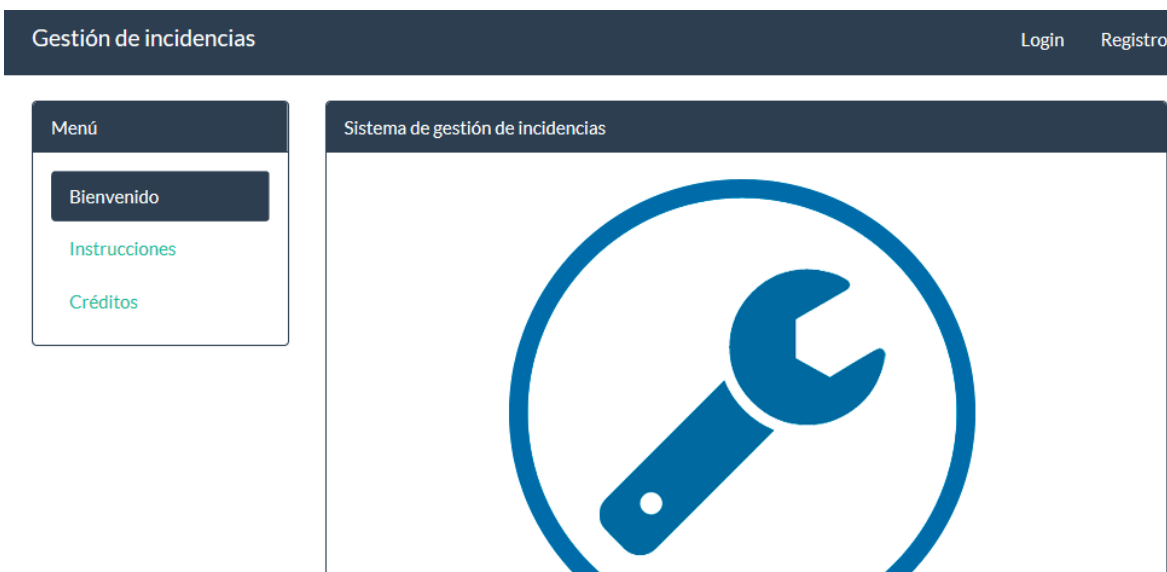 Gestión de incidencias
Login Registro
Menú
Bienvenido
Instrucciones
Créditos
Sistema de gestión de incidencias